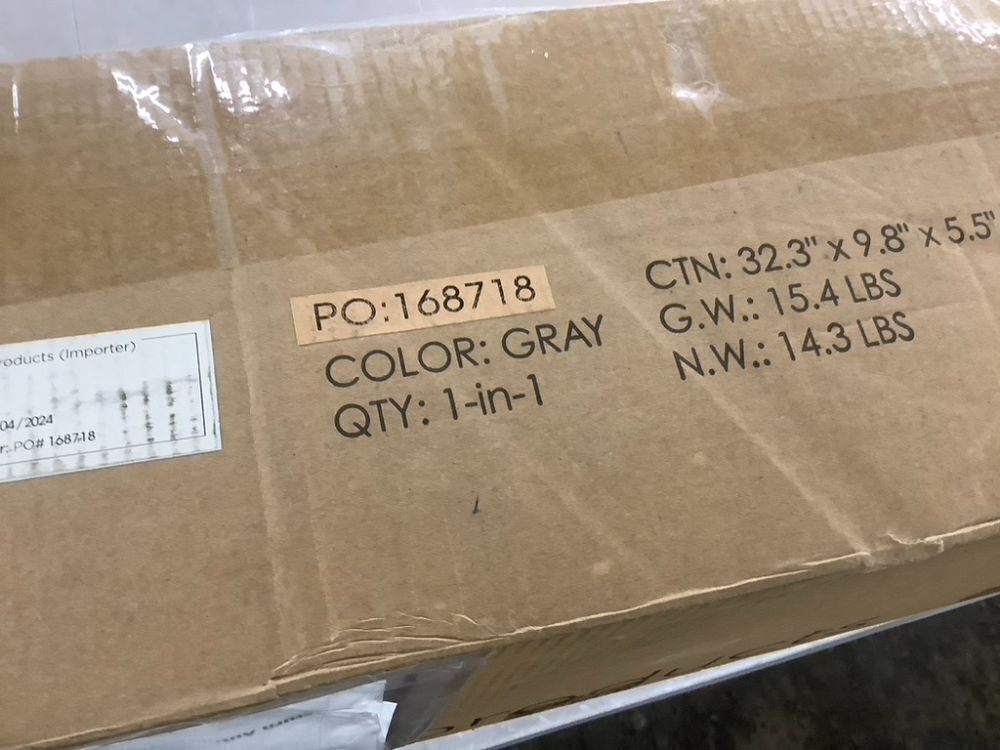 PO:168718
COLOR: GRAY
QTY: 1-in-1
CTN: 32.3" x 9.8" x 5.5"
G.W.: 15.4 LBS
N.W.: 14.3 LBS
roducts (Importer)
04/2024
r: PO# 168718